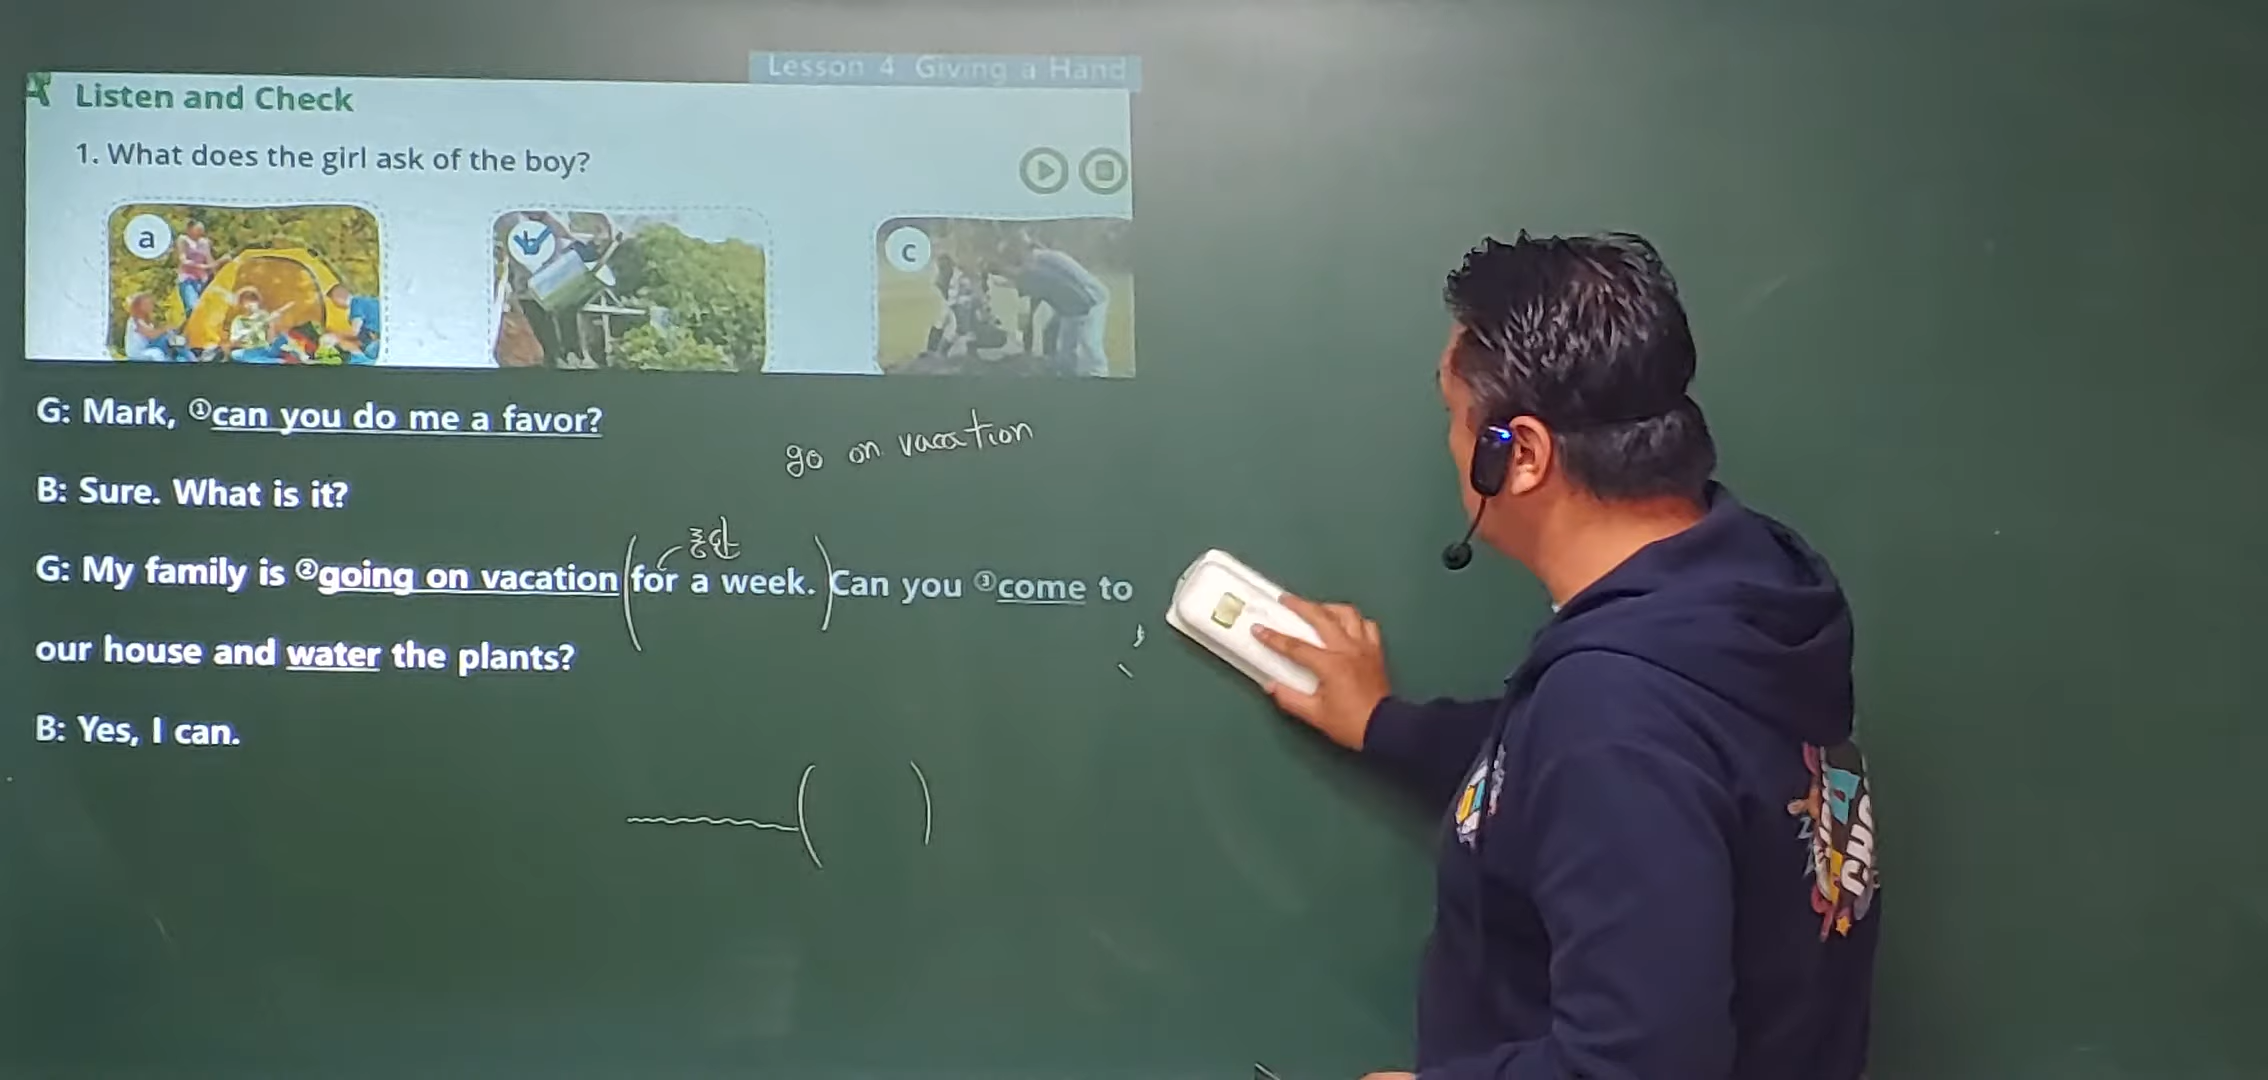 Lesson 4 Giving a Hand
Listen and Check
1. What does the girl ask of the boy?
a
b
c
G: Mark, ①can you do me a favor?
go on vacation
B: Sure. What is it?
동안
G: My family is ②going on vacation (for a week.) Can you ③come to
our house and water the plants?
B: Yes, I can.
( )